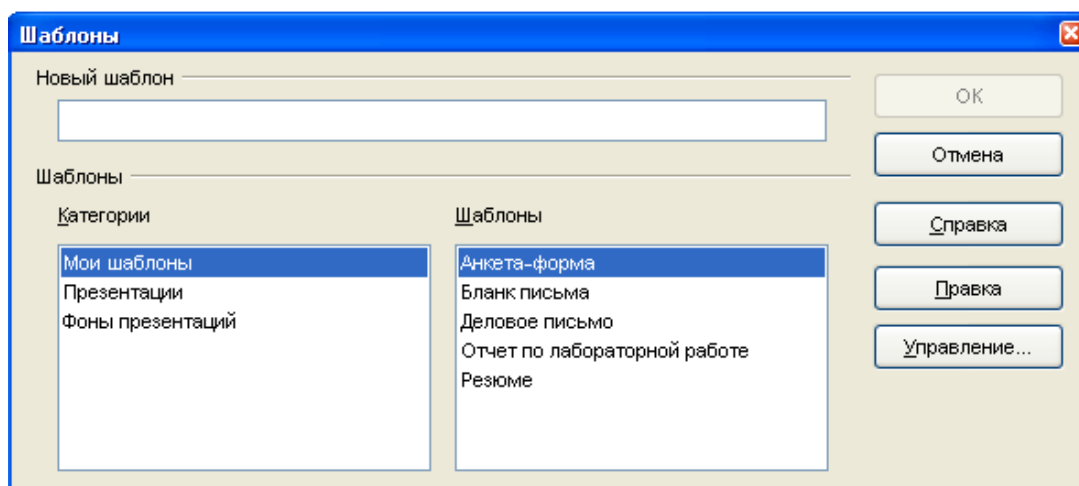 Шаблоны
Новый шаблон
OK
Отмена
Шаблоны
Категории
Шаблоны
Справка
Мои шаблоны
Презентации
Фоны презентаций
Анкета-форма
Бланк письма
Деловое письмо
Отчет по лабораторной работе
Резюме
Правка
Управление...